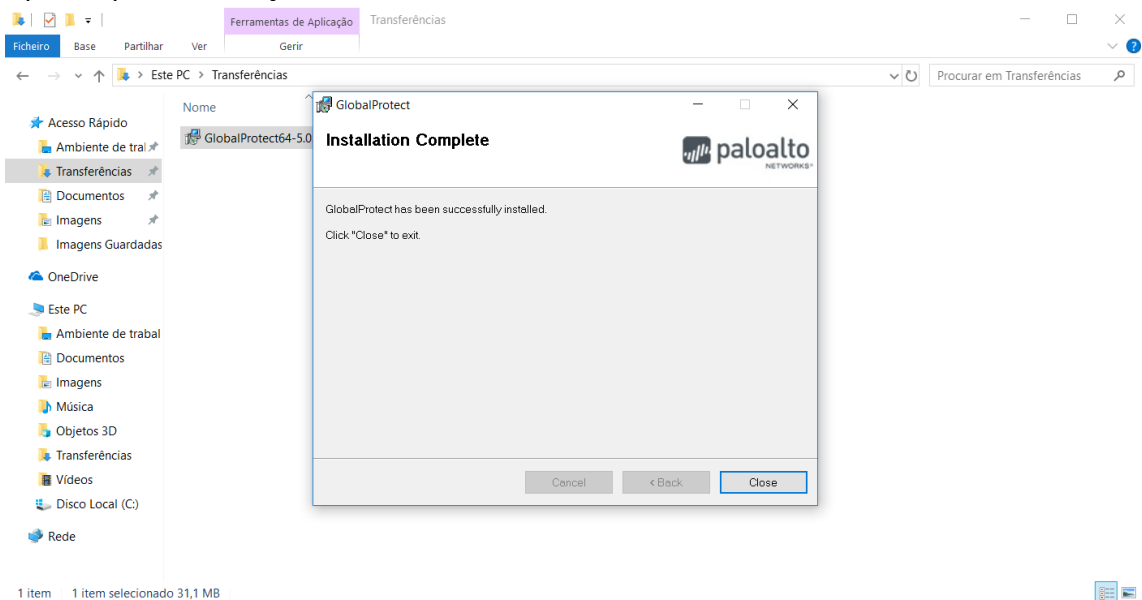 Ferramentas de Aplicação
Transferências
Ficheiro
Base
Partilhar
Ver
Gerir
Este PC > Transferências
Procurar em Transferências
Nome
Acesso Rápido
Ambiente de tral
Transferências
Documentos
Imagens
Imagens Guardadas
OneDrive
Este PC
Ambiente de trabal
Documentos
Imagens
Música
Objetos 3D
Transferências
Vídeos
Disco Local (C:)
Rede
GlobalProtect64-5.0
GlobalProtect
Installation Complete
paloalto
NETWORKS®
GlobalProtect has been successfully installed.
Click "Close" to exit.
Cancel
< Back
Close
1 item
1 item selecionado 31,1 MB